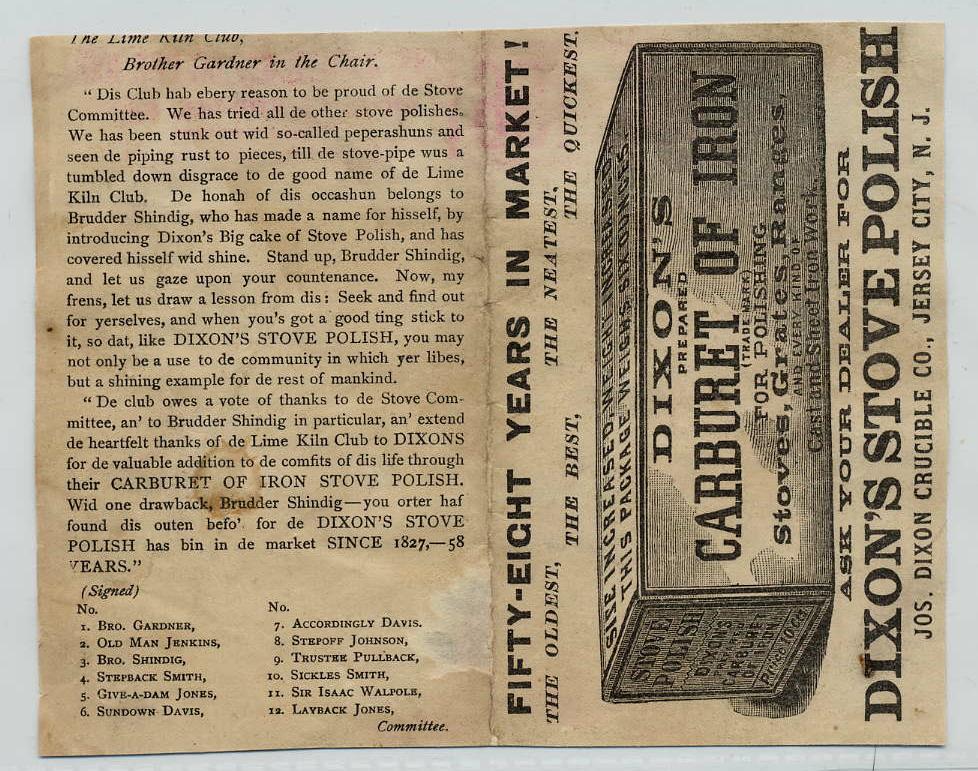 The Lime Kiln Club,
Brother Gardner in the Chair.
“ Dis Club hab ebery reason to be proud of de Stove
Committee. We has tried all de other stove polishes.
We has been stunk out wid so-called peperashuns and
seen de piping rust to pieces, till de stove-pipe wus a
tumbled down disgrace to de good name of de Lime
Kiln Club. De honah of dis occashun belongs to
Brudder Shindig, who has made a name for hisself, by
introducing Dixon's Big cake of Stove Polish, and has
covered hisself wid shine. Stand up, Brudder Shindig,
and let us gaze upon your countenance. Now, my
frens, let us draw a lesson from dis: Seek and find out
for yerselves, and when you's got a good ting stick to
it, so dat, like DIXON'S STOVE POLISH, you may
not only be a use to de community in which yer libes,
but a shining example for de rest of mankind.
“ De club owes a vote of thanks to de Stove Com-
mittee, an' to Brudder Shindig in particular, an' extend
de heartfelt thanks of de Lime Kiln Club to DIXONS
for de valuable addition to de comfits of dis life through
their CARBURET OF IRON STOVE POLISH.
Wid one drawback, Brudder Shindig—you orter haf
found dis outen befo' for de DIXON'S STOVE
POLISH has bin in de market SINCE 1827,—58
YEARS.”
(Signed)
No.
1. BRO. GARDNER,
2. OLD MAN JENKINS,
3. BRO. SHINDIG,
4. STEPBACK SMITH,
5. GIVE-A-DAM JONES,
6. SUNDOWN DAVIS,
No.
7. ACCORDINGLY DAVIS.
8. STEPOFF JOHNSON,
9. TRUSTEE PULLBACK,
10. SICKLES SMITH,
11. SIR ISAAC WALPOLE,
12. LAYBACK JONES,
Committee.
FIFTY-EIGHT YEARS IN MARKET!
THE OLDEST, THE BEST, THE NEATEST, THE QUICKEST.
SIZE INCREASED, WEIGHT INCREASED,
THIS PACKAGE WEIGHS SIX OUNCES.
DIXON'S
PREPARED
CARBURET OF IRON
(TRADE MARK)
FOR POLISHING
Stoves, Grates, Ranges,
AND EVERY KIND OF
Cast and Sheet Iron Work.
STOVE
POLISH
DIXON'S
CARBURET
OF IRON
Price 10 Cts
ASK YOUR DEALER FOR
DIXON'S STOVE POLISH
JOS. DIXON CRUCIBLE CO., JERSEY CITY, N. J.